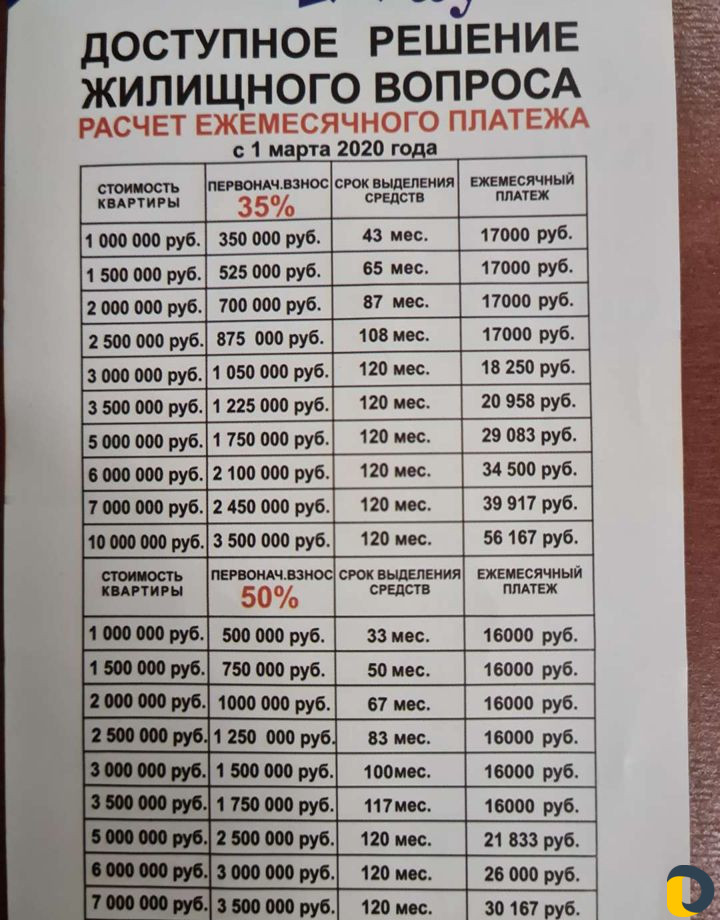 ДОСТУПНОЕ РЕШЕНИЕ
ЖИЛИЩНОГО ВОПРОСА
РАСЧЕТ ЕЖЕМЕСЯЧНОГО ПЛАТЕЖА
с 1 марта 2020 года
СТОИМОСТЬ КВАРТИРЫ ПЕРВОНАЧ.ВЗНОС 35% СРОК ВЫДЕЛЕНИЯ СРЕДСТВ ЕЖЕМЕСЯЧНЫЙ ПЛАТЕЖ
1 000 000 руб. 350 000 руб. 43 мес. 17000 руб.
1 500 000 руб. 525 000 руб. 65 мес. 17000 руб.
2 000 000 руб. 700 000 руб. 87 мес. 17000 руб.
2 500 000 руб. 875 000 руб. 108 мес. 17000 руб.
3 000 000 руб. 1 050 000 руб. 120 мес. 18 250 руб.
3 500 000 руб. 1 225 000 руб. 120 мес. 20 958 руб.
5 000 000 руб. 1 750 000 руб. 120 мес. 29 083 руб.
6 000 000 руб. 2 100 000 руб. 120 мес. 34 500 руб.
7 000 000 руб. 2 450 000 руб. 120 мес. 39 917 руб.
10 000 000 руб. 3 500 000 руб. 120 мес. 56 167 руб.
СТОИМОСТЬ КВАРТИРЫ ПЕРВОНАЧ.ВЗНОС 50% СРОК ВЫДЕЛЕНИЯ СРЕДСТВ ЕЖЕМЕСЯЧНЫЙ ПЛАТЕЖ
1 000 000 руб. 500 000 руб. 33 мес. 16000 руб.
1 500 000 руб. 750 000 руб. 50 мес. 16000 руб.
2 000 000 руб. 1000 000 руб. 67 мес. 16000 руб.
2 500 000 руб. 1 250 000 руб. 83 мес. 16000 руб.
3 000 000 руб. 1 500 000 руб. 100мес. 16000 руб.
3 500 000 руб. 1 750 000 руб. 117мес. 16000 руб.
5 000 000 руб. 2 500 000 руб. 120 мес. 21 833 руб.
6 000 000 руб. 3 000 000 руб. 120 мес. 26 000 руб.
7 000 000 руб. 3 500 000 руб. 120 мес. 30 167 руб.